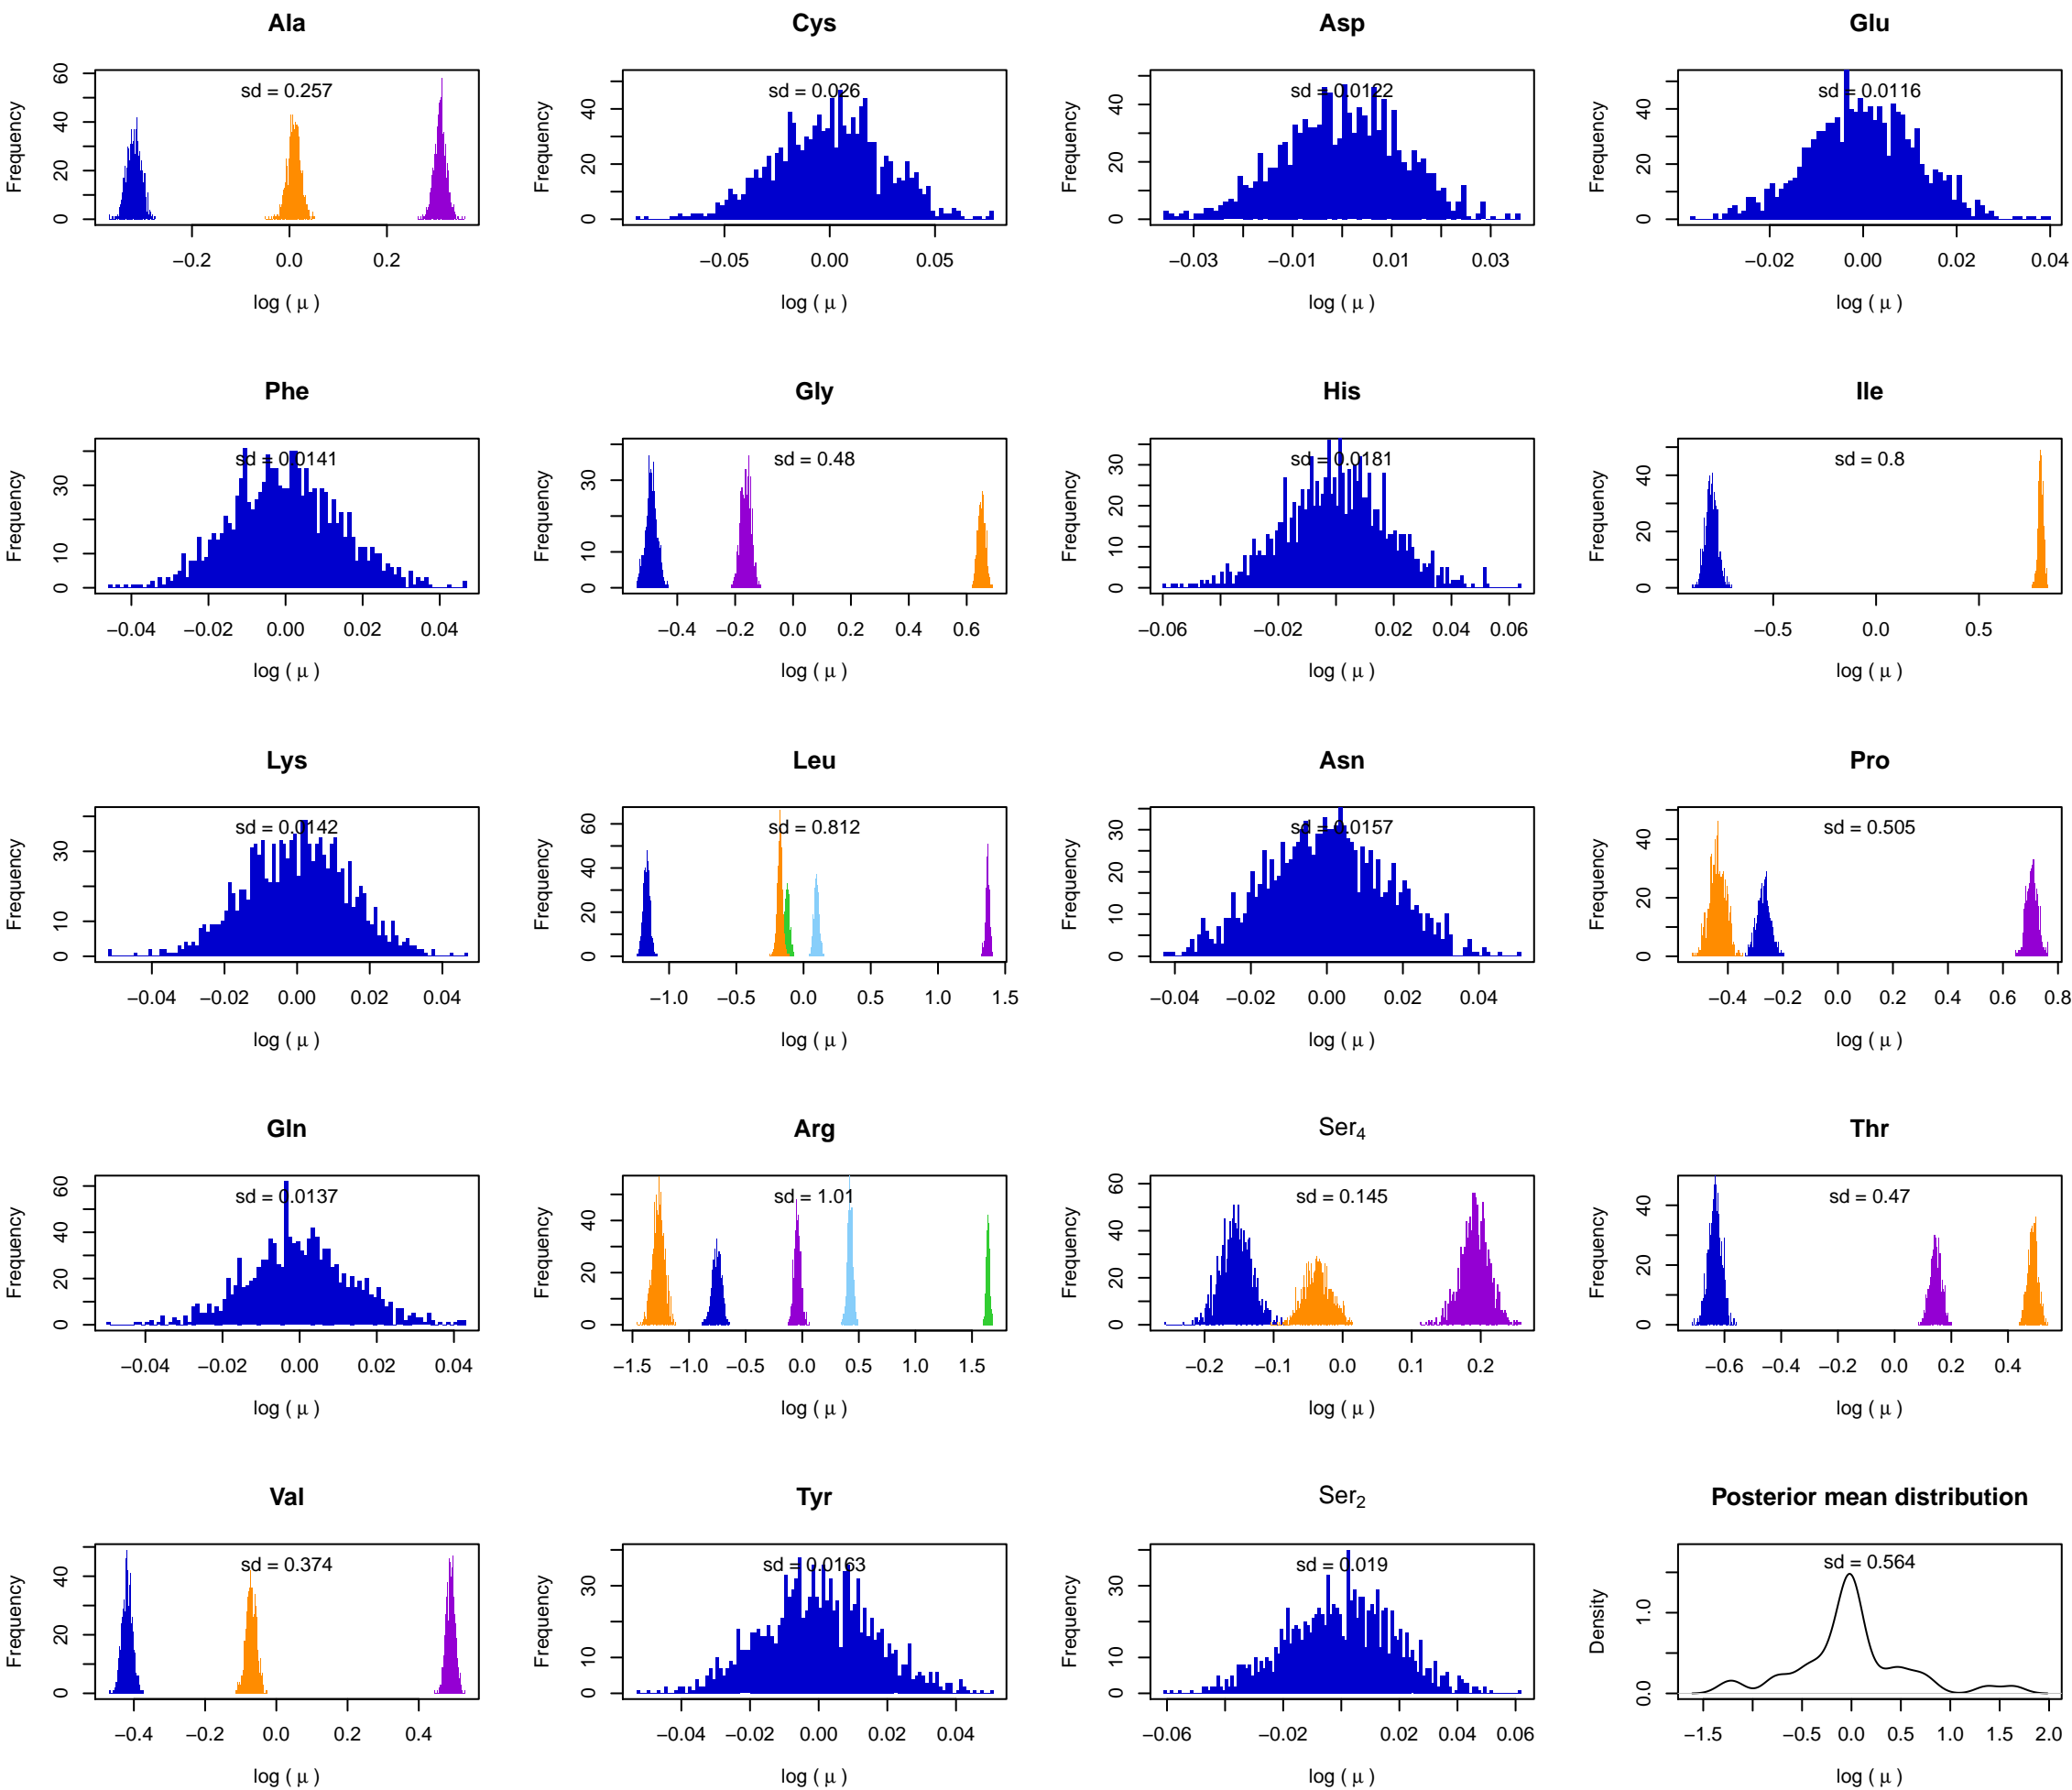 Ala
Cys
Asp
Glu
sd = 0.257
sd = 0.026
sd = 0.0122
sd = 0.0116
Frequency
Frequency
Frequency
Frequency
0 20 40 60
0 20 40
0 20 40
0 20 40
−0.2 0.0 0.2
−0.05 0.00 0.05
−0.03 −0.01 0.01 0.03
−0.02 0.00 0.02 0.04
log ( μ )
log ( μ )
log ( μ )
log ( μ )
Phe
Gly
His
Ile
sd = 0.0141
sd = 0.48
sd = 0.0181
sd = 0.8
Frequency
Frequency
Frequency
Frequency
0 10 30
0 10 30
0 10 20 30
0 20 40
−0.04 −0.02 0.00 0.02 0.04
−0.4 −0.2 0.0 0.2 0.4 0.6
−0.06 −0.02 0.02 0.04 0.06
−0.5 0.0 0.5
log ( μ )
log ( μ )
log ( μ )
log ( μ )
Lys
Leu
Asn
Pro
sd = 0.0142
sd = 0.812
sd = 0.0157
sd = 0.505
Frequency
Frequency
Frequency
Frequency
0 10 30
0 20 40 60
0 10 20 30
0 20 40
−0.04 −0.02 0.00 0.02 0.04
−1.0 −0.5 0.0 0.5 1.0 1.5
−0.04 −0.02 0.00 0.02 0.04
−0.4 −0.2 0.0 0.2 0.4 0.6 0.8
log ( μ )
log ( μ )
log ( μ )
log ( μ )
Gln
Arg
Ser4
Thr
sd = 0.0137
sd = 1.01
sd = 0.145
sd = 0.47
Frequency
Frequency
Frequency
Frequency
0 20 40 60
0 20 40
0 20 40 60
0 20 40
−0.04 −0.02 0.00 0.02 0.04
−1.5 −1.0 −0.5 0.0 0.5 1.0 1.5
−0.2 −0.1 0.0 0.1 0.2
−0.6 −0.4 −0.2 0.0 0.2 0.4
log ( μ )
log ( μ )
log ( μ )
log ( μ )
Val
Tyr
Ser2
Posterior mean distribution
sd = 0.374
sd = 0.0163
sd = 0.019
sd = 0.564
Frequency
Frequency
Frequency
Density
0 20 40
0 10 30
0 10 30
0.0 1.0
−0.4 −0.2 0.0 0.2 0.4
−0.04 −0.02 0.00 0.02 0.04
−0.06 −0.02 0.02 0.04 0.06
−1.5 −0.5 0.0 0.5 1.0 1.5 2.0
log ( μ )
log ( μ )
log ( μ )
log ( μ )